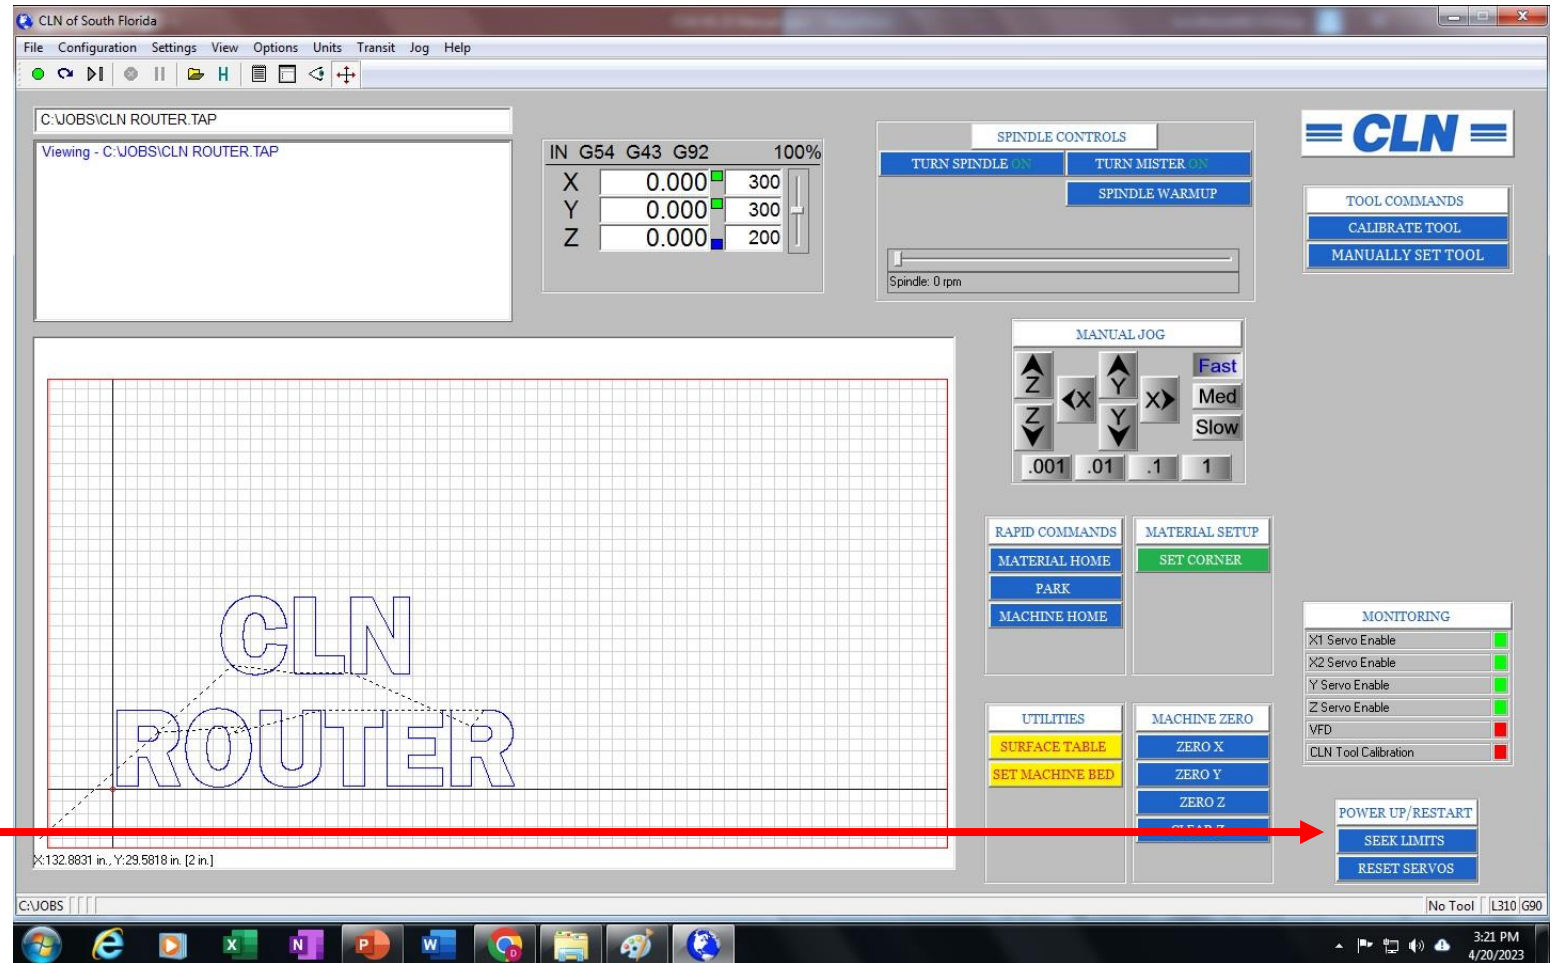 CLN of South Florida
File Configuration Settings View Options Units Transit Jog Help
H
C:\JOBS\CLN ROUTER.TAP
Viewing - C:\JOBS\CLN ROUTER.TAP
IN G54 G43 G92 100%
X 0.000 300
Y 0.000 300
Z 0.000 200
SPINDLE CONTROLS
TURN SPINDLE ON TURN MISTER ON
SPINDLE WARMUP
Spindle: 0 rpm
CLN
TOOL COMMANDS
CALIBRATE TOOL
MANUALLY SET TOOL
MANUAL JOG
Z Y Fast
X X Med
Z Y Slow
.001 .01 .1 1
CLN
ROUTER
X:132.8831 in., Y:29.5818 in. [2 in.]
RAPID COMMANDS
MATERIAL HOME
PARK
MACHINE HOME
MATERIAL SETUP
SET CORNER
UTILITIES
SURFACE TABLE
SET MACHINE BED
MACHINE ZERO
ZERO X
ZERO Y
ZERO Z
MONITORING
X1 Servo Enable
X2 Servo Enable
Y Servo Enable
Z Servo Enable
VFD
CLN Tool Calibration
POWER UP/RESTART
SEEK LIMITS
RESET SERVOS
C:\JOBS No Tool L310 G90
3:21 PM
4/20/2023